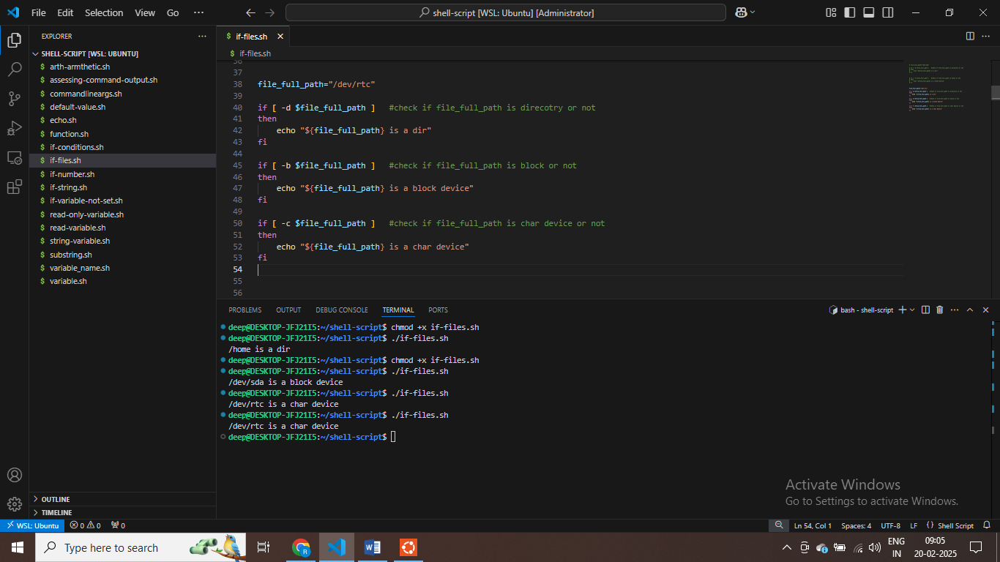 File Edit Selection View Go ···
shell-script [WSL: Ubuntu] [Administrator]
EXPLORER ···
SHELL-SCRIPT [WSL: UBUNTU]
$ arth-armthetic.sh
$ assessing-command-output.sh
$ commandlineargs.sh
$ default-value.sh
$ echo.sh
$ function.sh
$ if-conditions.sh
$ if-files.sh
$ if-number.sh
$ if-string.sh
$ if-variable-not-set.sh
$ read-only-variable.sh
$ read-variable.sh
$ string-variable.sh
$ substring.sh
$ variable_name.sh
$ variable.sh
OUTLINE
TIMELINE
$ if-files.sh
$ if-files.sh
36
37
38 file_full_path="/dev/rtc"
39
40 if [ -d $file_full_path ] #check if file_full_path is direcotry or not
41 then
42 echo "${file_full_path} is a dir"
43 fi
44
45 if [ -b $file_full_path ] #check if file_full_path is block or not
46 then
47 echo "${file_full_path} is a block device"
48 fi
49
50 if [ -c $file_full_path ] #check if file_full_path is char device or not
51 then
52 echo "${file_full_path} is a char device"
53 fi
54
55
56
PROBLEMS OUTPUT DEBUG CONSOLE TERMINAL PORTS
bash - shell-script
deep@DESKTOP-JFJ21I5:~/shell-script$ chmod +x if-files.sh
deep@DESKTOP-JFJ21I5:~/shell-script$ ./if-files.sh
/home is a dir
deep@DESKTOP-JFJ21I5:~/shell-script$ chmod +x if-files.sh
deep@DESKTOP-JFJ21I5:~/shell-script$ ./if-files.sh
/dev/sda is a block device
deep@DESKTOP-JFJ21I5:~/shell-script$ ./if-files.sh
/dev/rtc is a char device
deep@DESKTOP-JFJ21I5:~/shell-script$ ./if-files.sh
/dev/rtc is a char device
deep@DESKTOP-JFJ21I5:~/shell-script$
Activate Windows
Go to Settings to activate Windows.
WSL: Ubuntu 0 0 0
Ln 54, Col 1 Spaces: 4 UTF-8 LF {} Shell Script
Type here to search
ENG
IN
09:05
20-02-2025